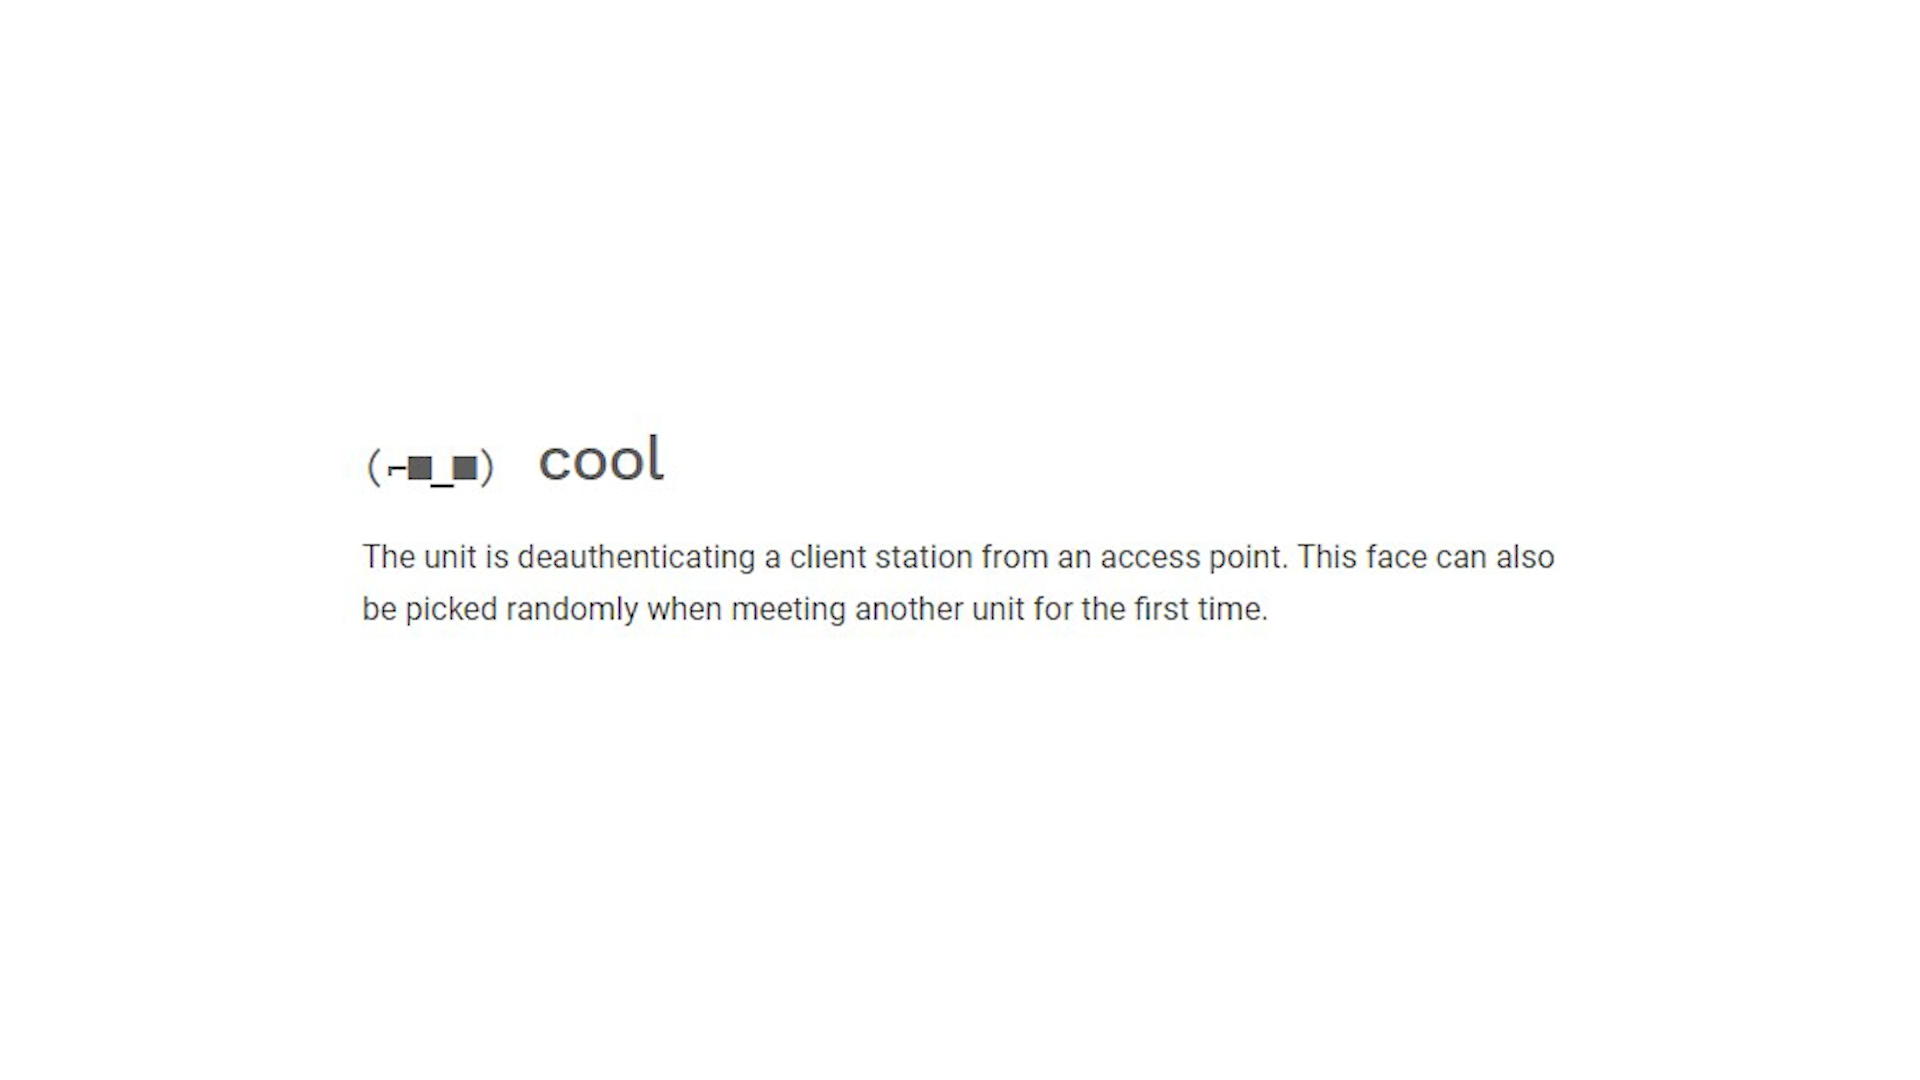 (⌐■_■) cool
The unit is deauthenticating a client station from an access point. This face can also
be picked randomly when meeting another unit for the first time.